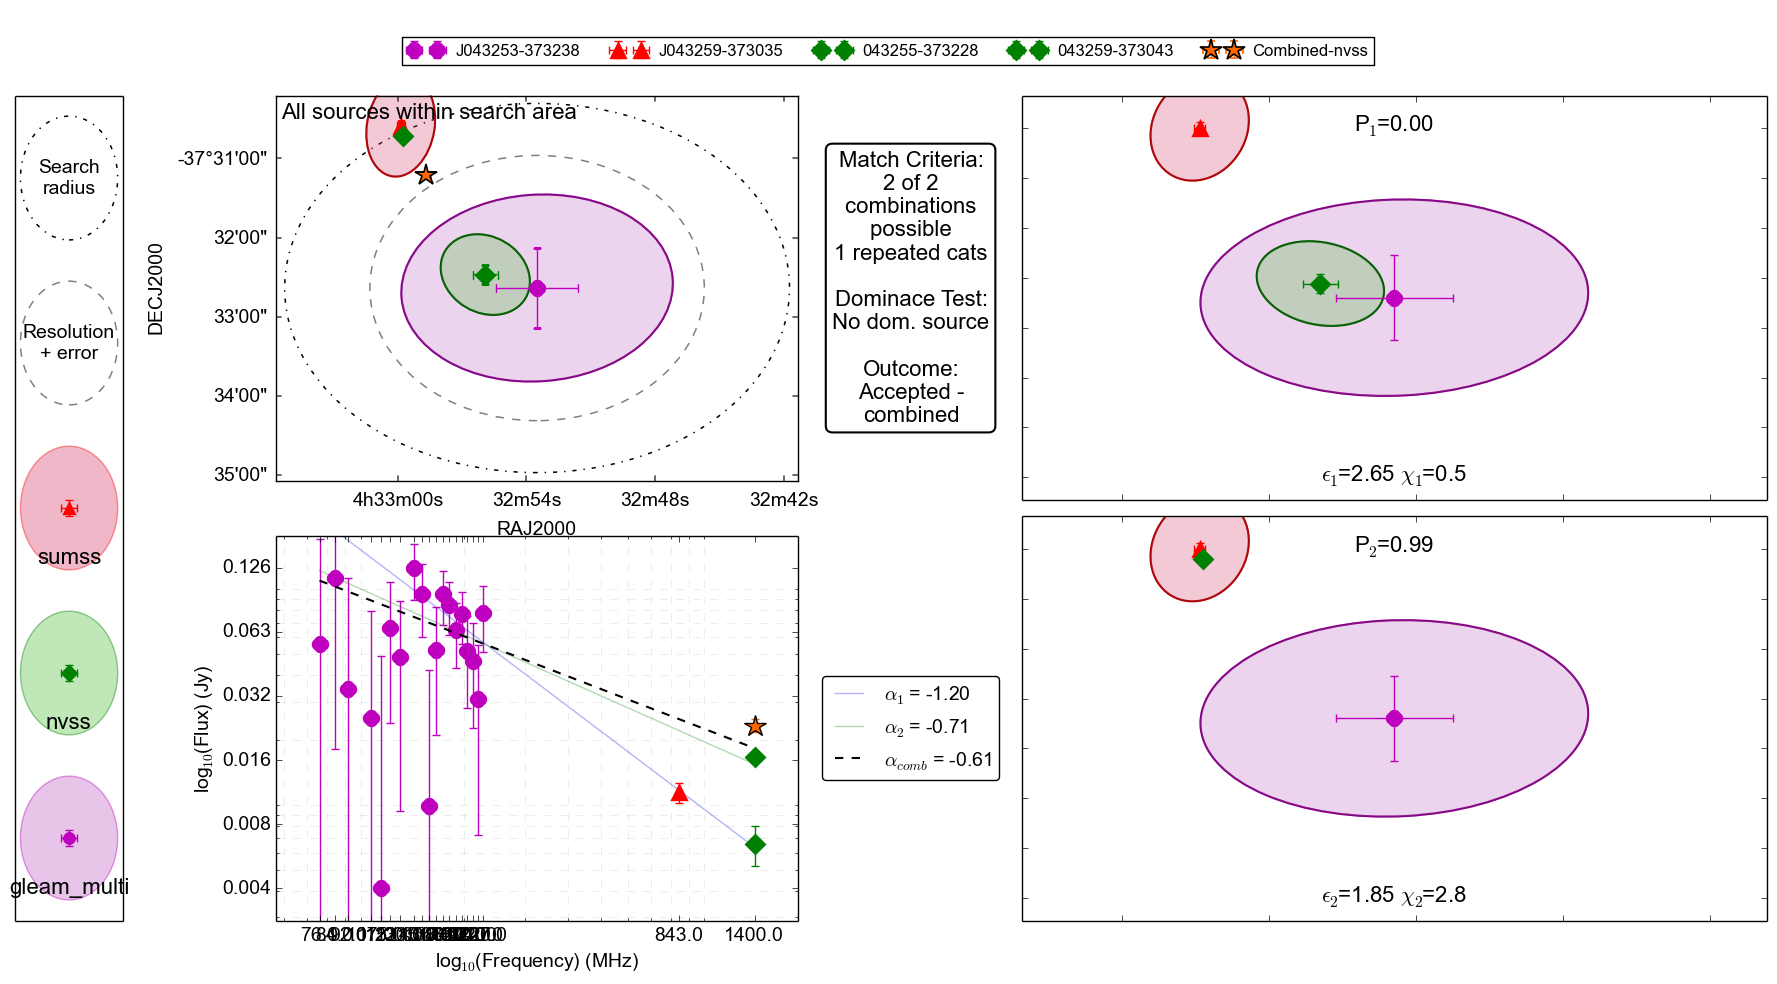 J043253-373238 J043259-373035 043255-373228 043259-373043 Combined-nvss
Search
radius
Resolution
+ error
sumss
nvss
gleam_multi
All sources within search area
-37°31'00"
32'00"
33'00"
34'00"
35'00"
DECJ2000
4h33m00s 32m54s 32m48s 32m42s
RAJ2000
Match Criteria:
2 of 2
combinations
possible
1 repeated cats
Dominace Test:
No dom. source
Outcome:
Accepted -
combined
P1=0.00
ϵ1=2.65 χ1=0.5
P2=0.99
ϵ2=1.85 χ2=2.8
0.126
0.063
0.032
0.016
0.008
0.004
log10(Flux) (Jy)
843.0 1400.0
log10(Frequency) (MHz)
α1 = -1.20
α2 = -0.71
αcomb = -0.61